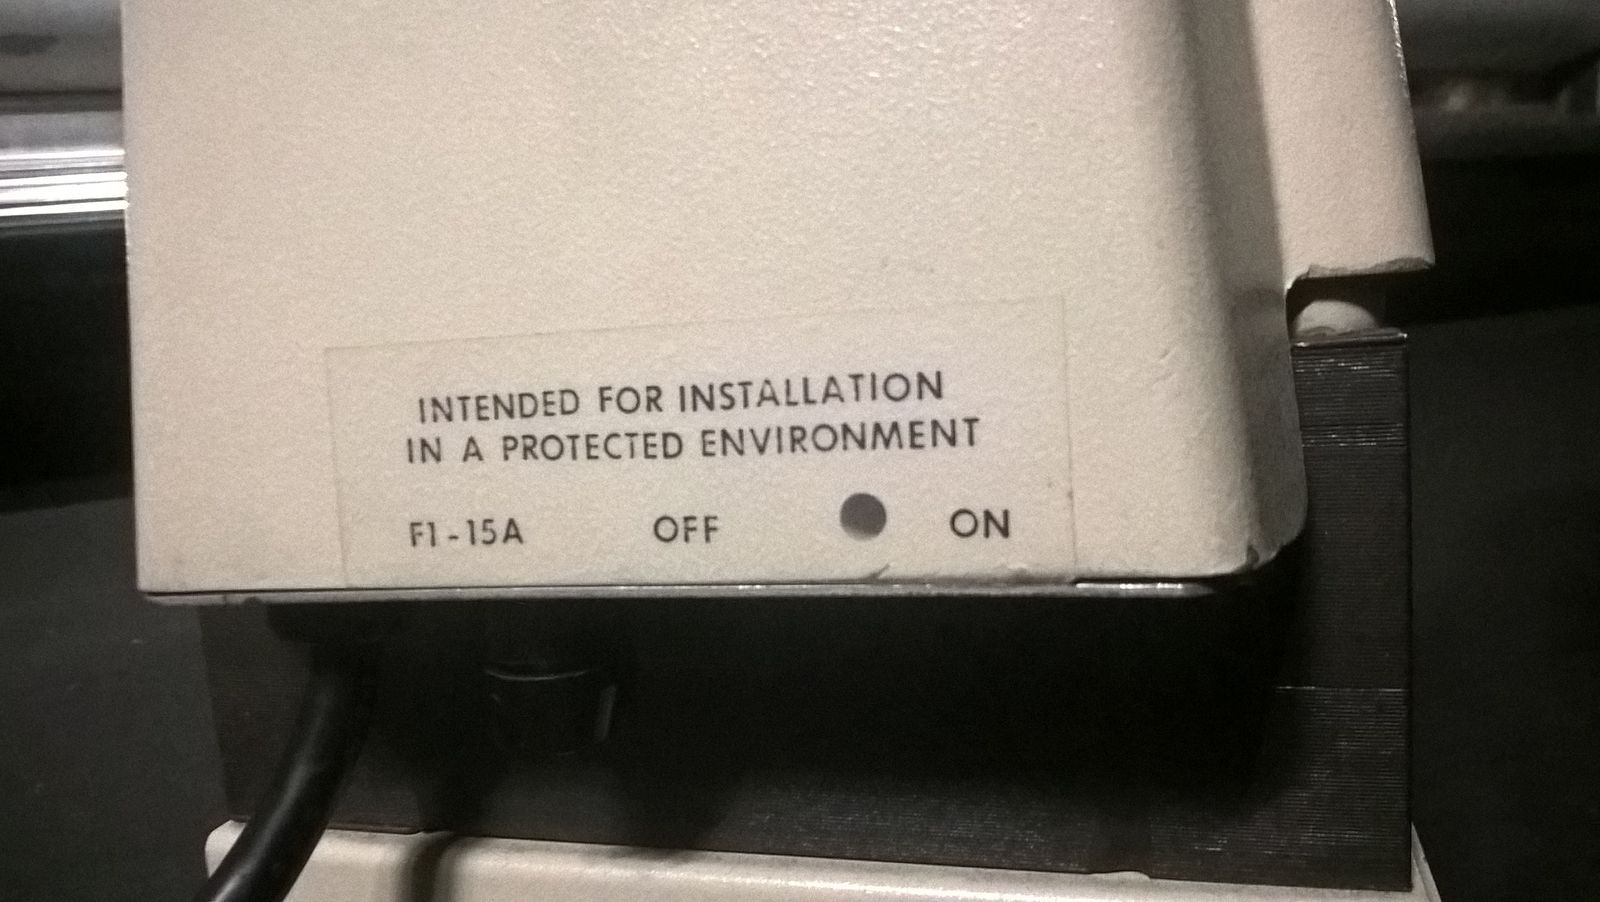 INTENDED FOR INSTALLATION
IN A PROTECTED ENVIRONMENT
F1-15A OFF ON